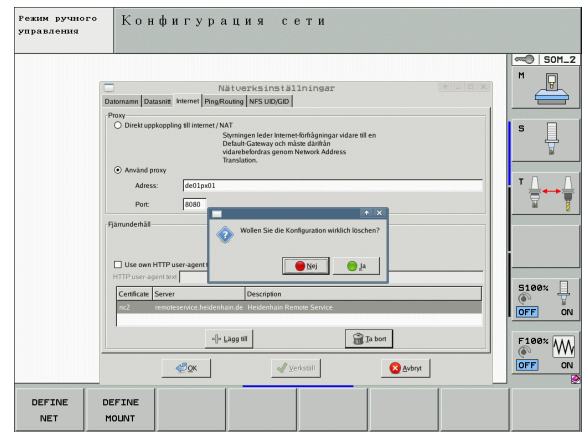 Режим ручного
управления
Конфигурация сети
SOM_2
Nätverksinställningar
Datornamn Datasnitt Internet Ping/Routing NFS UID/GID
Proxy
Direkt uppkoppling till internet / NAT
Styrningen leder Internet-förfrågningar vidare till en
Default-Gateway och måste därifrån
vidarebefordras genom Network Address
Translation.
Använd proxy
Adress: de01px01
Port: 8080
Fjärrunderhåll
Wollen Sie die Konfiguration wirklich löschen?
Nej Ja
Use own HTTP user-agent t
HTTP user-agent text
Certificate Server Description
nc2 remoteservice.heidenhain.de Heidenhain Remote Service
Lägg till Ta bort
OK Verkställ Avbryt
M
S
T
S100%
OFF ON
F100%
OFF ON
DEFINE
NET
DEFINE
MOUNT